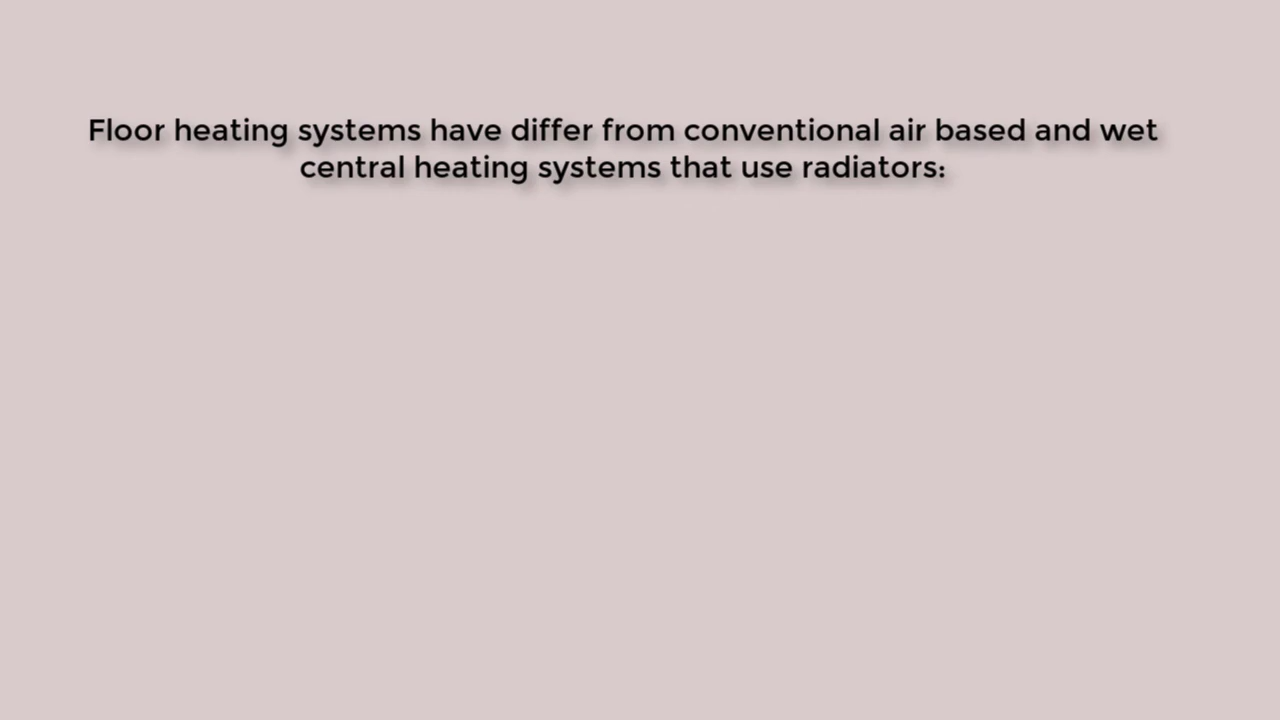 Floor heating systems have differ from conventional air based and wet
central heating systems that use radiators: